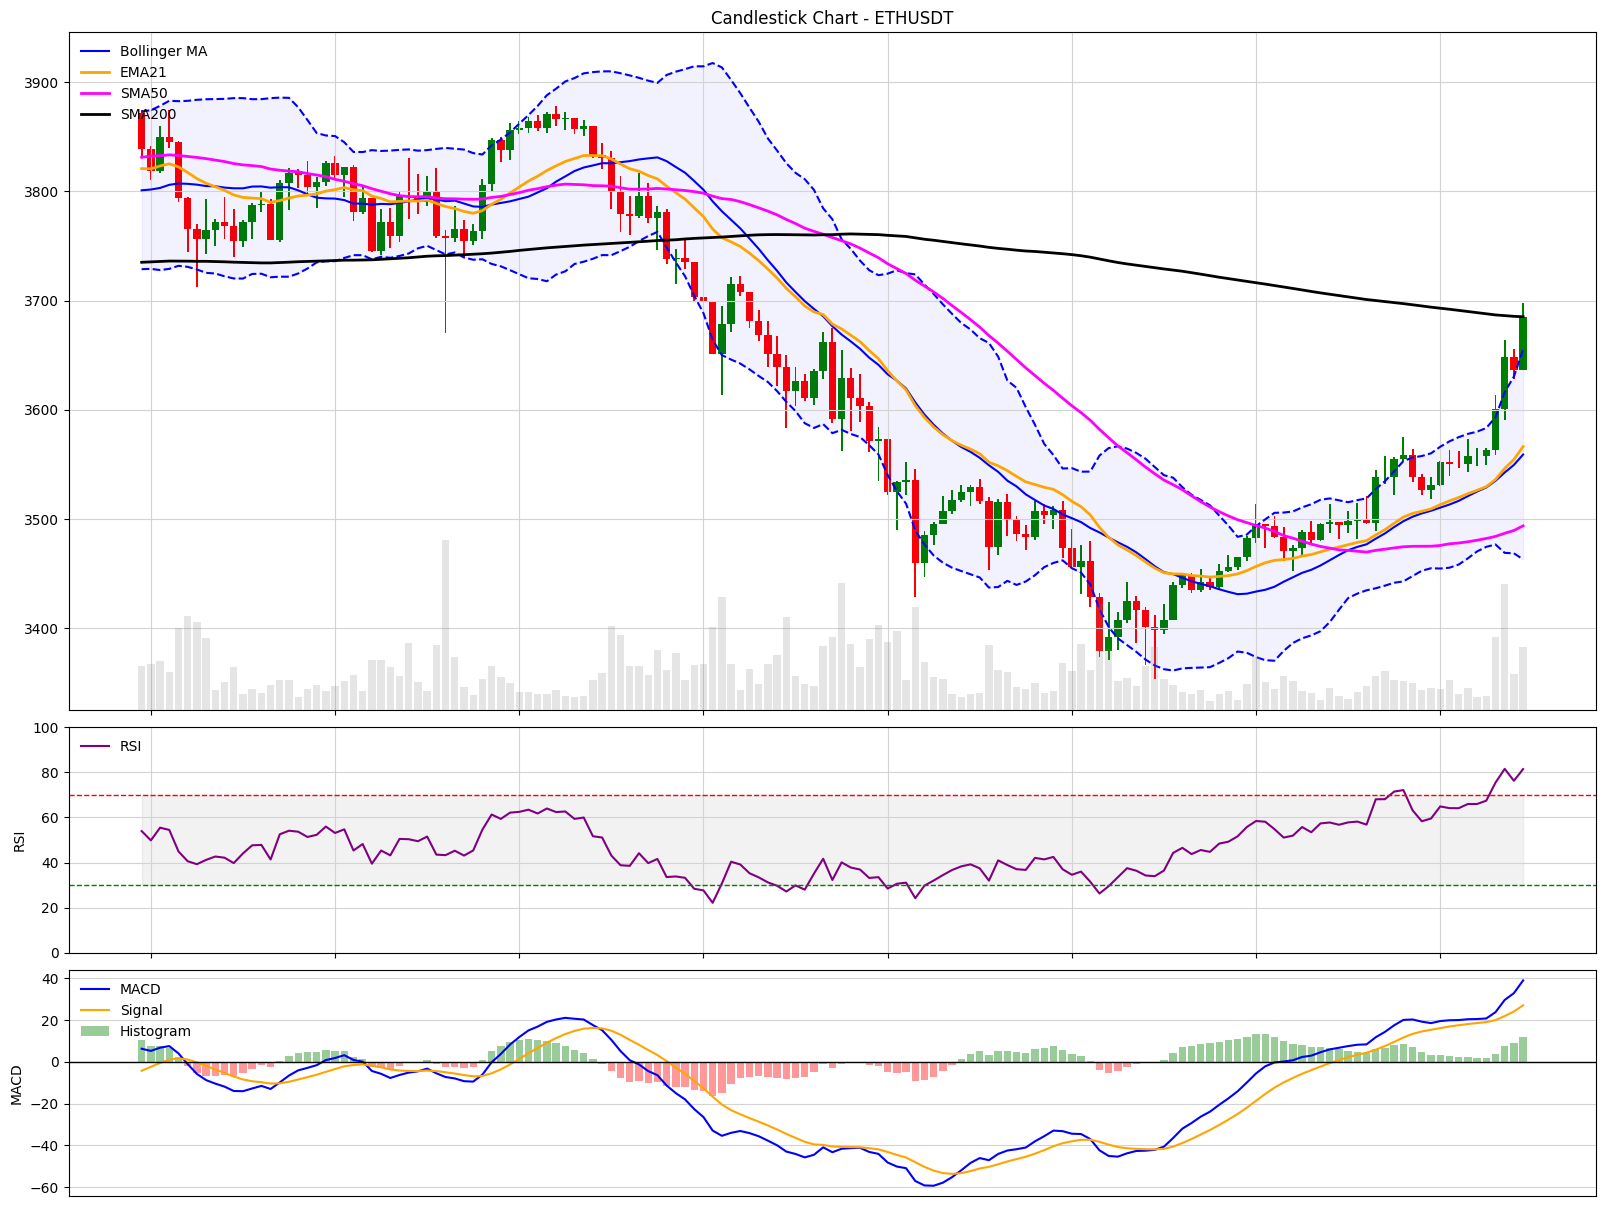 Candlestick Chart - ETHUSDT
Bollinger MA
EMA21
SMA50
SMA200
3900
3800
3700
3600
3500
3400
100
80
60
40
20
0
RSI
RSI
40
20
0
−20
−40
−60
MACD
MACD
Signal
Histogram